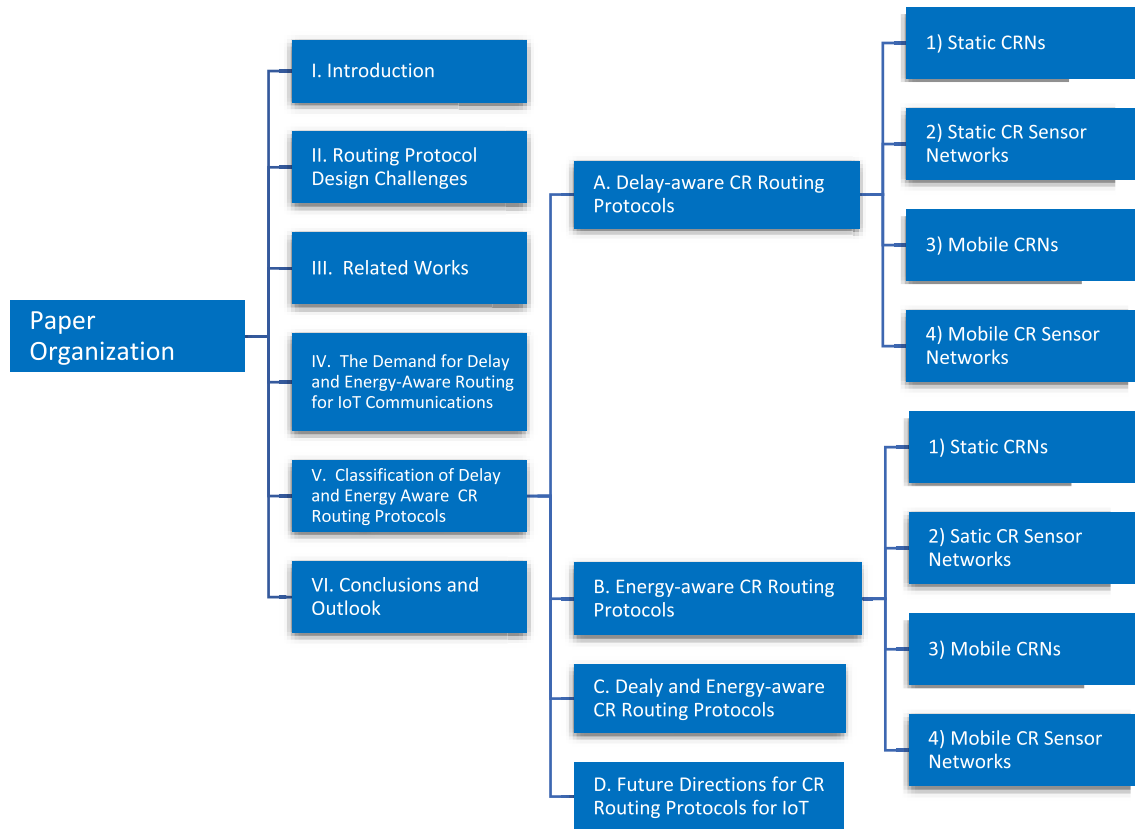 Paper
Organization
I. Introduction
II. Routing Protocol
Design Challenges
III.  Related Works
IV.  The Demand for Delay
and Energy-Aware Routing
for IoT Communications
V.  Classification of Delay
and Energy Aware  CR
Routing Protocols
VI. Conclusions and
Outlook
A. Delay-aware CR Routing
Protocols
1) Static CRNs
2) Static CR Sensor
Networks
3) Mobile CRNs
4) Mobile CR Sensor
Networks
B. Energy-aware CR Routing
Protocols
1) Static CRNs
2) Satic CR Sensor
Networks
3) Mobile CRNs
4) Mobile CR Sensor
Networks
C. Dealy and Energy-aware
CR Routing Protocols
D. Future Directions for CR
Routing Protocols for IoT